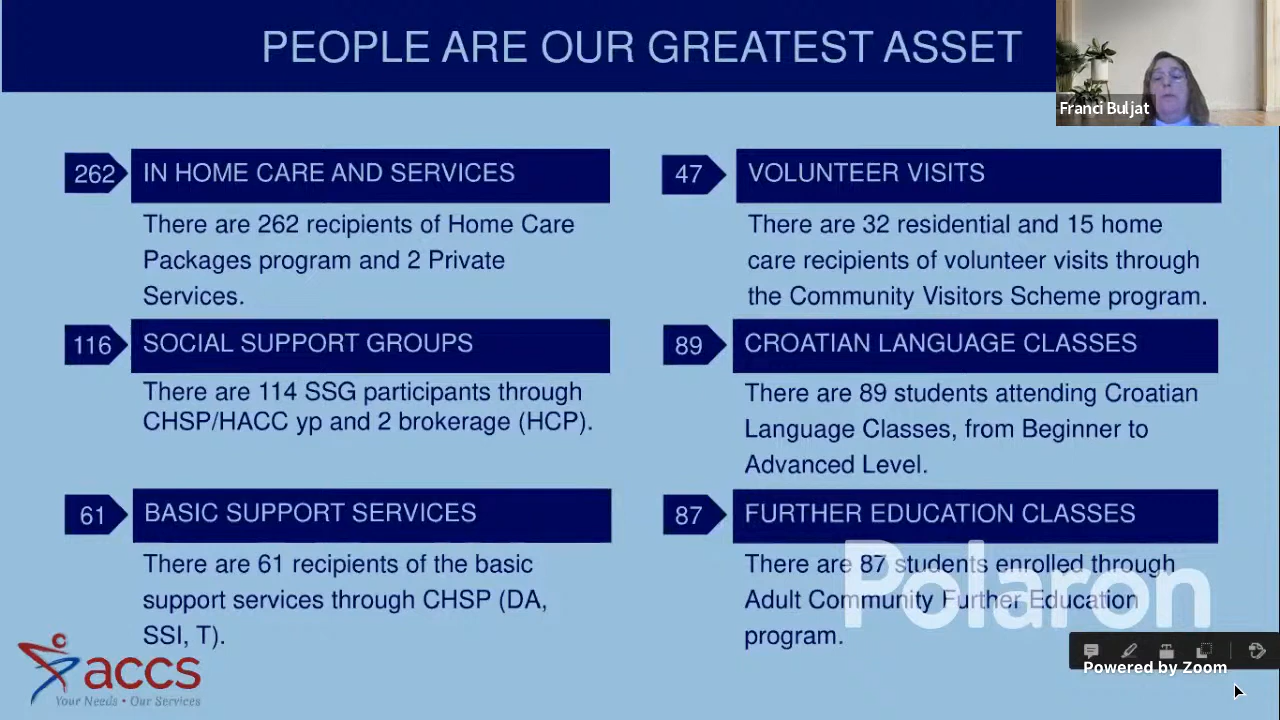 PEOPLE ARE OUR GREATEST ASSET
Franci Buljat
262 IN HOME CARE AND SERVICES
There are 262 recipients of Home Care
Packages program and 2 Private
Services.
116 SOCIAL SUPPORT GROUPS
There are 114 SSG participants through
CHSP/HACC yp and 2 brokerage (HCP).
61 BASIC SUPPORT SERVICES
There are 61 recipients of the basic
support services through CHSP (DA,
SSI, T).
47 VOLUNTEER VISITS
There are 32 residential and 15 home
care recipients of volunteer visits through
the Community Visitors Scheme program.
89 CROATIAN LANGUAGE CLASSES
There are 89 students attending Croatian
Language Classes, from Beginner to
Advanced Level.
87 FURTHER EDUCATION CLASSES
There are 87 students enrolled through
Adult Community Further Education
program.
Polaron
accs
Your Needs • Our Services
Powered by Zoom